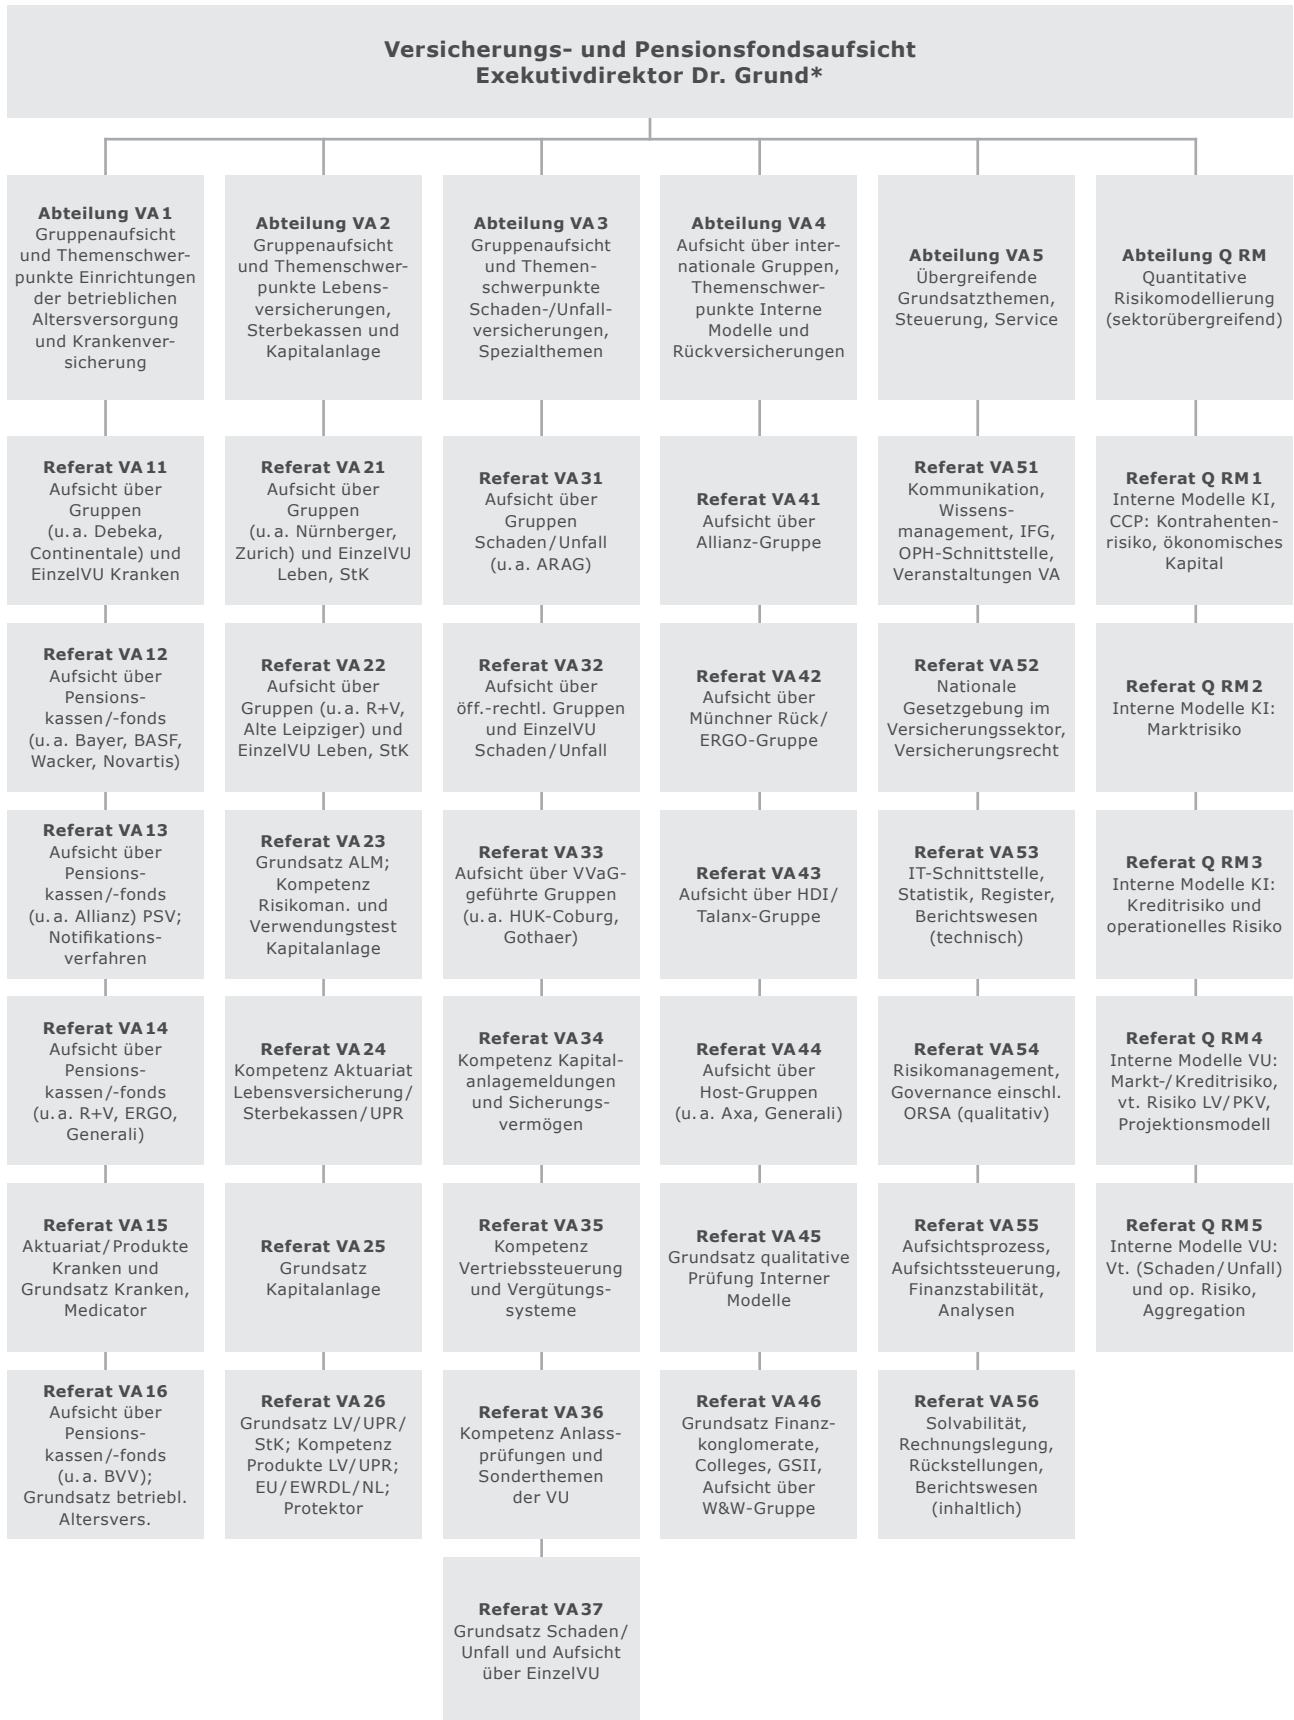 Versicherungs- und Pensionsfondsaufsicht
Exekutivdirektor Dr. Grund*
Abteilung VA 1
Gruppenaufsicht
und Themenschwer-
punkte Einrichtungen
der betrieblichen
Altersversorgung
und Krankenver-
sicherung
Abteilung VA 2
Gruppenaufsicht
und Themenschwer-
punkte Lebens-
versicherungen,
Sterbekassen und
Kapitalanlage
Abteilung VA 3
Gruppenaufsicht
und Themen-
schwerpunkte
Schaden-/Unfall-
versicherungen,
Spezialthemen
Abteilung VA 4
Aufsicht über inter-
nationale Gruppen,
Themenschwer-
punkte Interne
Modelle und
Rückversicherungen
Abteilung VA 5
Übergreifende
Grundsatzthemen,
Steuerung, Service
Abteilung Q RM
Quantitative
Risikomodellierung
(sektorübergreifend)
Referat VA 11
Aufsicht über
Gruppen
(u. a. Debeka,
Continentale) und
EinzelVU Kranken
Referat VA 21
Aufsicht über
Gruppen
(u. a. Nürnberger,
Zurich) und EinzelVU
Leben, StK
Referat VA 31
Aufsicht über
Gruppen
Schaden/Unfall
(u. a. ARAG)
Referat VA 41
Aufsicht über
Allianz-Gruppe
Referat VA 51
Kommunikation,
Wissens-
management, IFG,
OPH-Schnittstelle,
Veranstaltungen VA
Referat Q RM 1
Interne Modelle KI,
CCP: Kontrahenten-
risiko, ökonomisches
Kapital
Referat VA 12
Aufsicht über
Pensions-
kassen/-fonds
(u. a. Bayer, BASF,
Wacker, Novartis)
Referat VA 22
Aufsicht über
Gruppen (u. a. R+V,
Alte Leipziger) und
EinzelVU Leben, StK
Referat VA 32
Aufsicht über
öff.-rechtl. Gruppen
und EinzelVU
Schaden/Unfall
Referat VA 42
Aufsicht über
Münchner Rück/
ERGO-Gruppe
Referat VA 52
Nationale
Gesetzgebung im
Versicherungssektor,
Versicherungsrecht
Referat Q RM 2
Interne Modelle KI:
Marktrisiko
Referat VA 13
Aufsicht über
Pensions-
kassen/-fonds
(u. a. Allianz) PSV;
Notifikations-
verfahren
Referat VA 23
Grundsatz ALM;
Kompetenz
Risikoman. und
Verwendungstest
Kapitalanlage
Referat VA 33
Aufsicht über VVaG-
geführte Gruppen
(u. a. HUK-Coburg,
Gothaer)
Referat VA 43
Aufsicht über HDI/
Talanx-Gruppe
Referat VA 53
IT-Schnittstelle,
Statistik, Register,
Berichtswesen
(technisch)
Referat Q RM 3
Interne Modelle KI:
Kreditrisiko und
operationelles Risiko
Referat VA 14
Aufsicht über
Pensions-
kassen/-fonds
(u. a. R+V, ERGO,
Generali)
Referat VA 24
Kompetenz Aktuariat
Lebensversicherung/
Sterbekassen/UPR
Referat VA 34
Kompetenz Kapital-
anlagemeldungen
und Sicherungs-
vermögen
Referat VA 44
Aufsicht über
Host-Gruppen
(u. a. Axa, Generali)
Referat VA 54
Risikomanagement,
Governance einschl.
ORSA (qualitativ)
Referat Q RM 4
Interne Modelle VU:
Markt-/Kreditrisiko,
vt. Risiko LV/PKV,
Projektionsmodell
Referat VA 15
Aktuariat/Produkte
Kranken und
Grundsatz Kranken,
Medicator
Referat VA 25
Grundsatz
Kapitalanlage
Referat VA 35
Kompetenz
Vertriebssteuerung
und Vergütungs-
systeme
Referat VA 45
Grundsatz qualitative
Prüfung Interner
Modelle
Referat VA 55
Aufsichtsprozess,
Aufsichtssteuerung,
Finanzstabilität,
Analysen
Referat Q RM 5
Interne Modelle VU:
Vt. (Schaden/Unfall)
und op. Risiko,
Aggregation
Referat VA 16
Aufsicht über
Pensions-
kassen/-fonds
(u. a. BVV);
Grundsatz betriebl.
Altersvers.
Referat VA 26
Grundsatz LV/UPR/
StK; Kompetenz
Produkte LV/UPR;
EU/EWRDL/NL;
Protektor
Referat VA 36
Kompetenz Anlass-
prüfungen und
Sonderthemen
der VU
Referat VA 46
Grundsatz Finanz-
konglomerate,
Colleges, GSII,
Aufsicht über
W&W-Gruppe
Referat VA 56
Solvabilität,
Rechnungslegung,
Rückstellungen,
Berichtswesen
(inhaltlich)
Referat VA 37
Grundsatz Schaden/
Unfall und Aufsicht
über EinzelVU